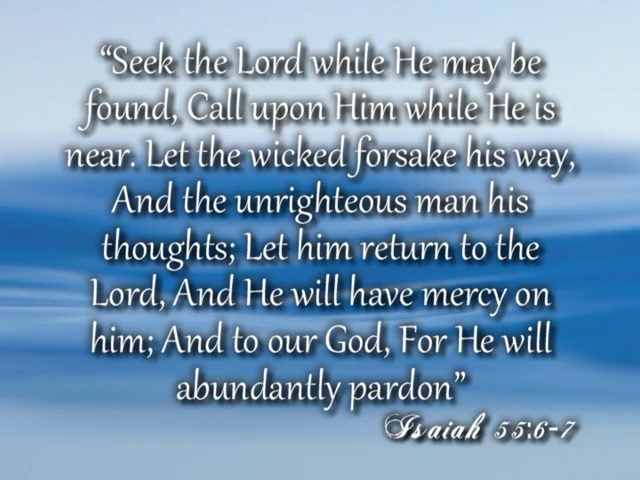 “Seek the Lord while He may be
found, Call upon Him while He is
near. Let the wicked forsake his way,
And the unrighteous man his
thoughts; Let him return to the
Lord, And He will have mercy on
him; And to our God, For He will
abundantly pardon”
Isaiah 55:6-7